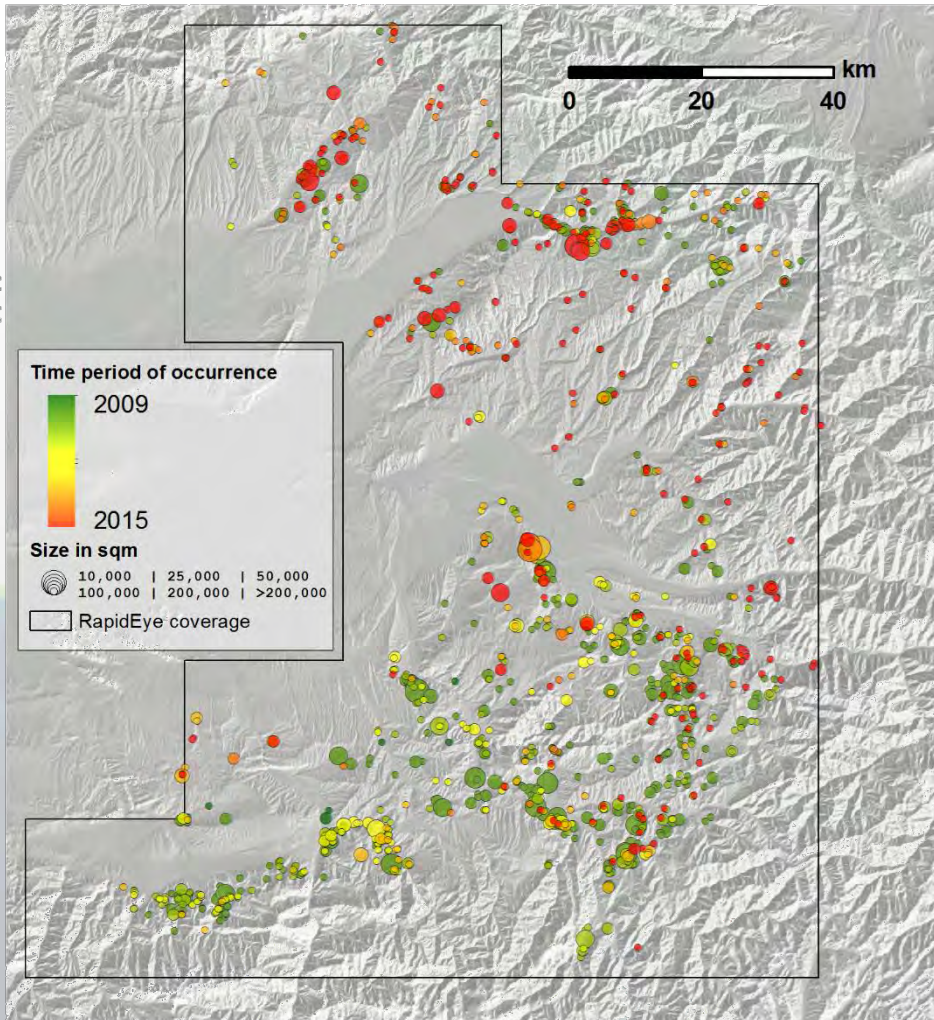 km
0 20 40
Time period of occurrence
2009
2015
Size in sqm
10,000 | 25,000 | 50,000
100,000 | 200,000 | >200,000
RapidEye coverage